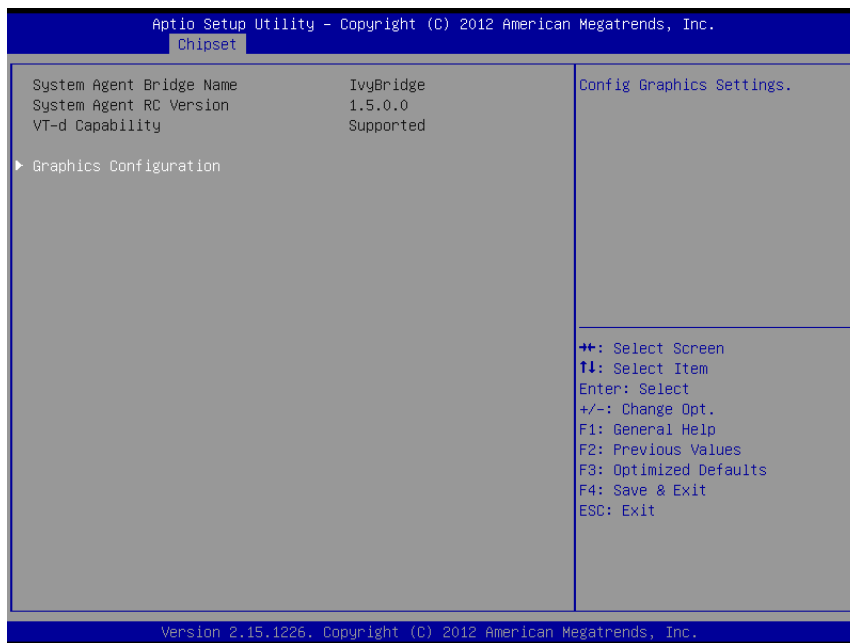 Aptio Setup Utility – Copyright (C) 2012 American Megatrends, Inc.
Chipset
System Agent Bridge Name IvyBridge
System Agent RC Version 1.5.0.0
VT-d Capability Supported
▶ Graphics Configuration
Config Graphics Settings.
→←: Select Screen
↑↓: Select Item
Enter: Select
+/-: Change Opt.
F1: General Help
F2: Previous Values
F3: Optimized Defaults
F4: Save & Exit
ESC: Exit
Version 2.15.1226. Copyright (C) 2012 American Megatrends, Inc.